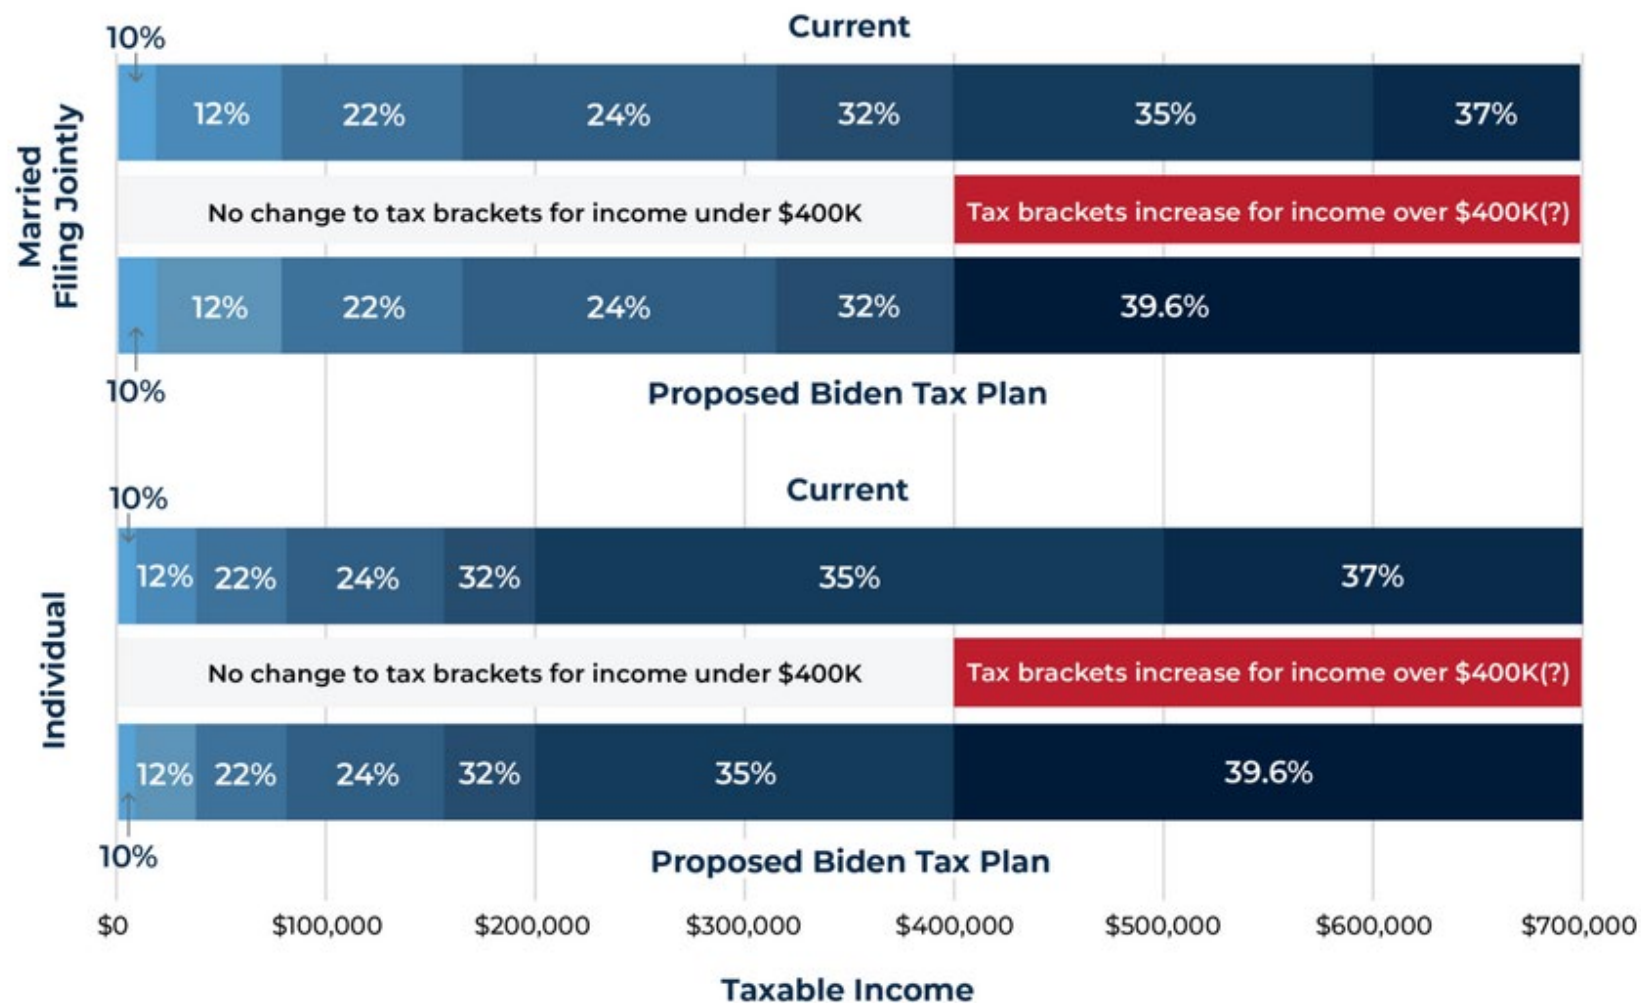 Current
10%
Married
Filing Jointly
12% 22% 24% 32% 35% 37%
No change to tax brackets for income under $400K
Tax brackets increase for income over $400K(?)
12% 22% 24% 32% 39.6%
10%
Proposed Biden Tax Plan
Current
10%
Individual
12% 22% 24% 32% 35% 37%
No change to tax brackets for income under $400K
Tax brackets increase for income over $400K(?)
12% 22% 24% 32% 35% 39.6%
10%
Proposed Biden Tax Plan
$0 $100,000 $200,000 $300,000 $400,000 $500,000 $600,000 $700,000
Taxable Income